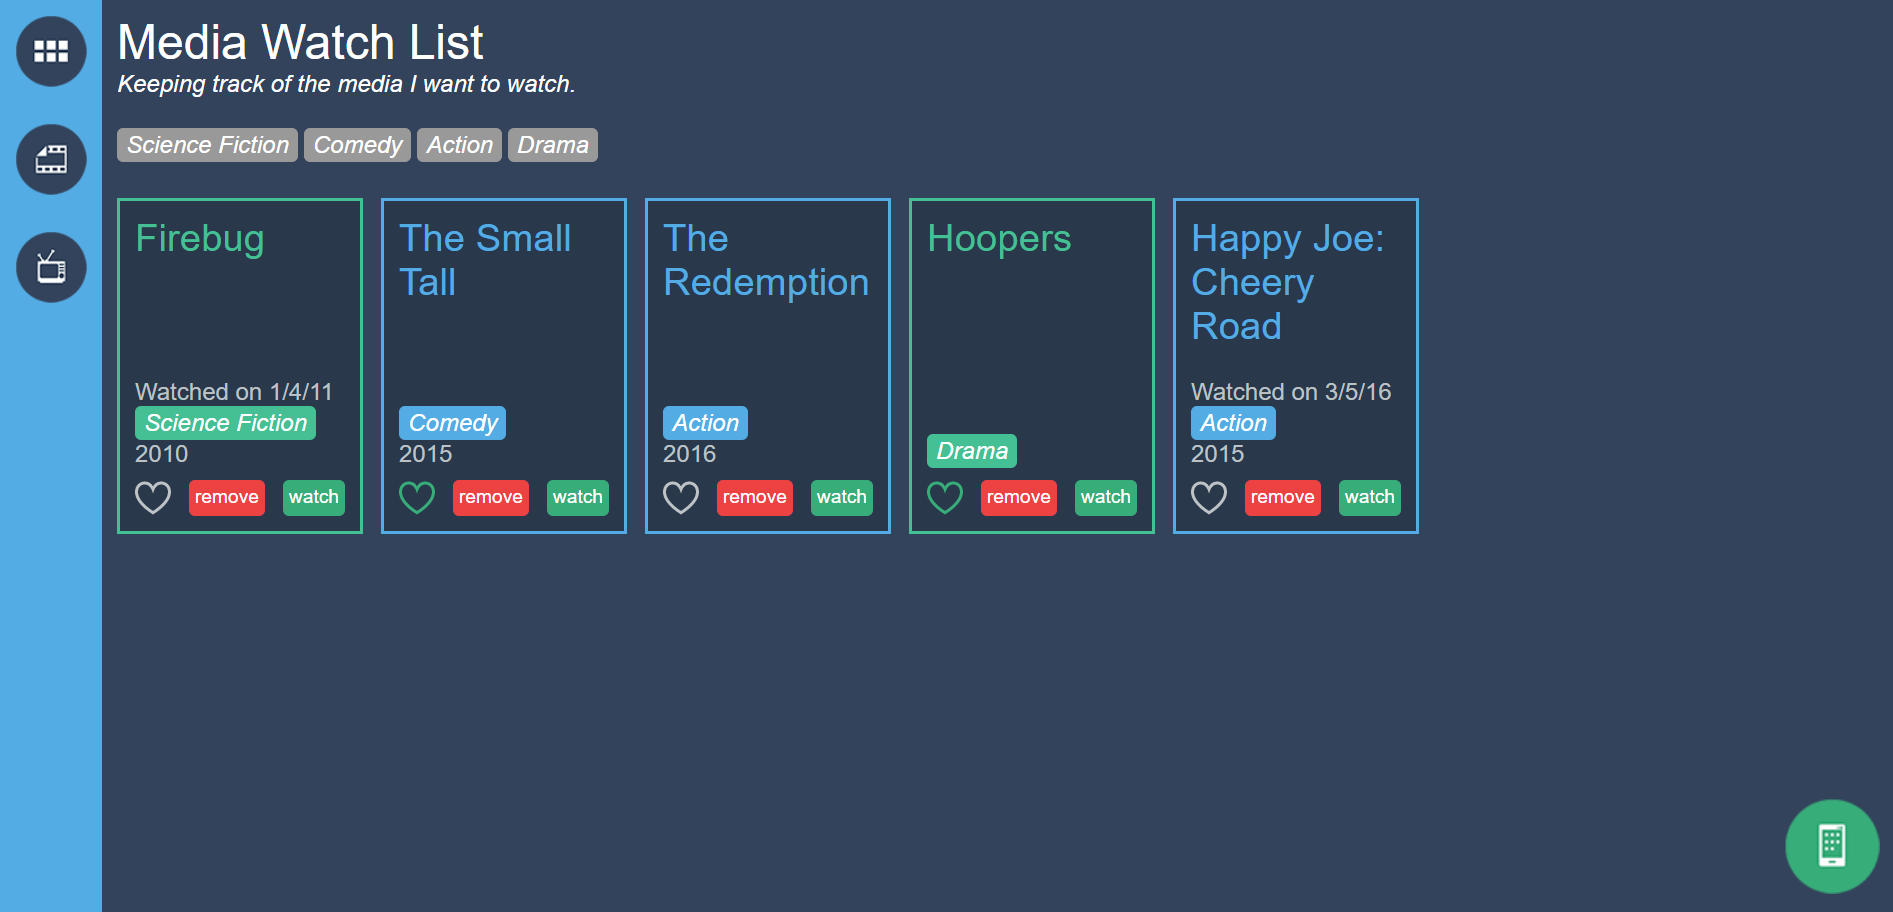 Media Watch List
Keeping track of the media I want to watch.
Science Fiction Comedy Action Drama
Firebug
Watched on 1/4/11
Science Fiction
2010
remove watch
The Small
Tall
Comedy
2015
remove watch
The
Redemption
Action
2016
remove watch
Hoopers
Drama
remove watch
Happy Joe:
Cheery
Road
Watched on 3/5/16
Action
2015
remove watch